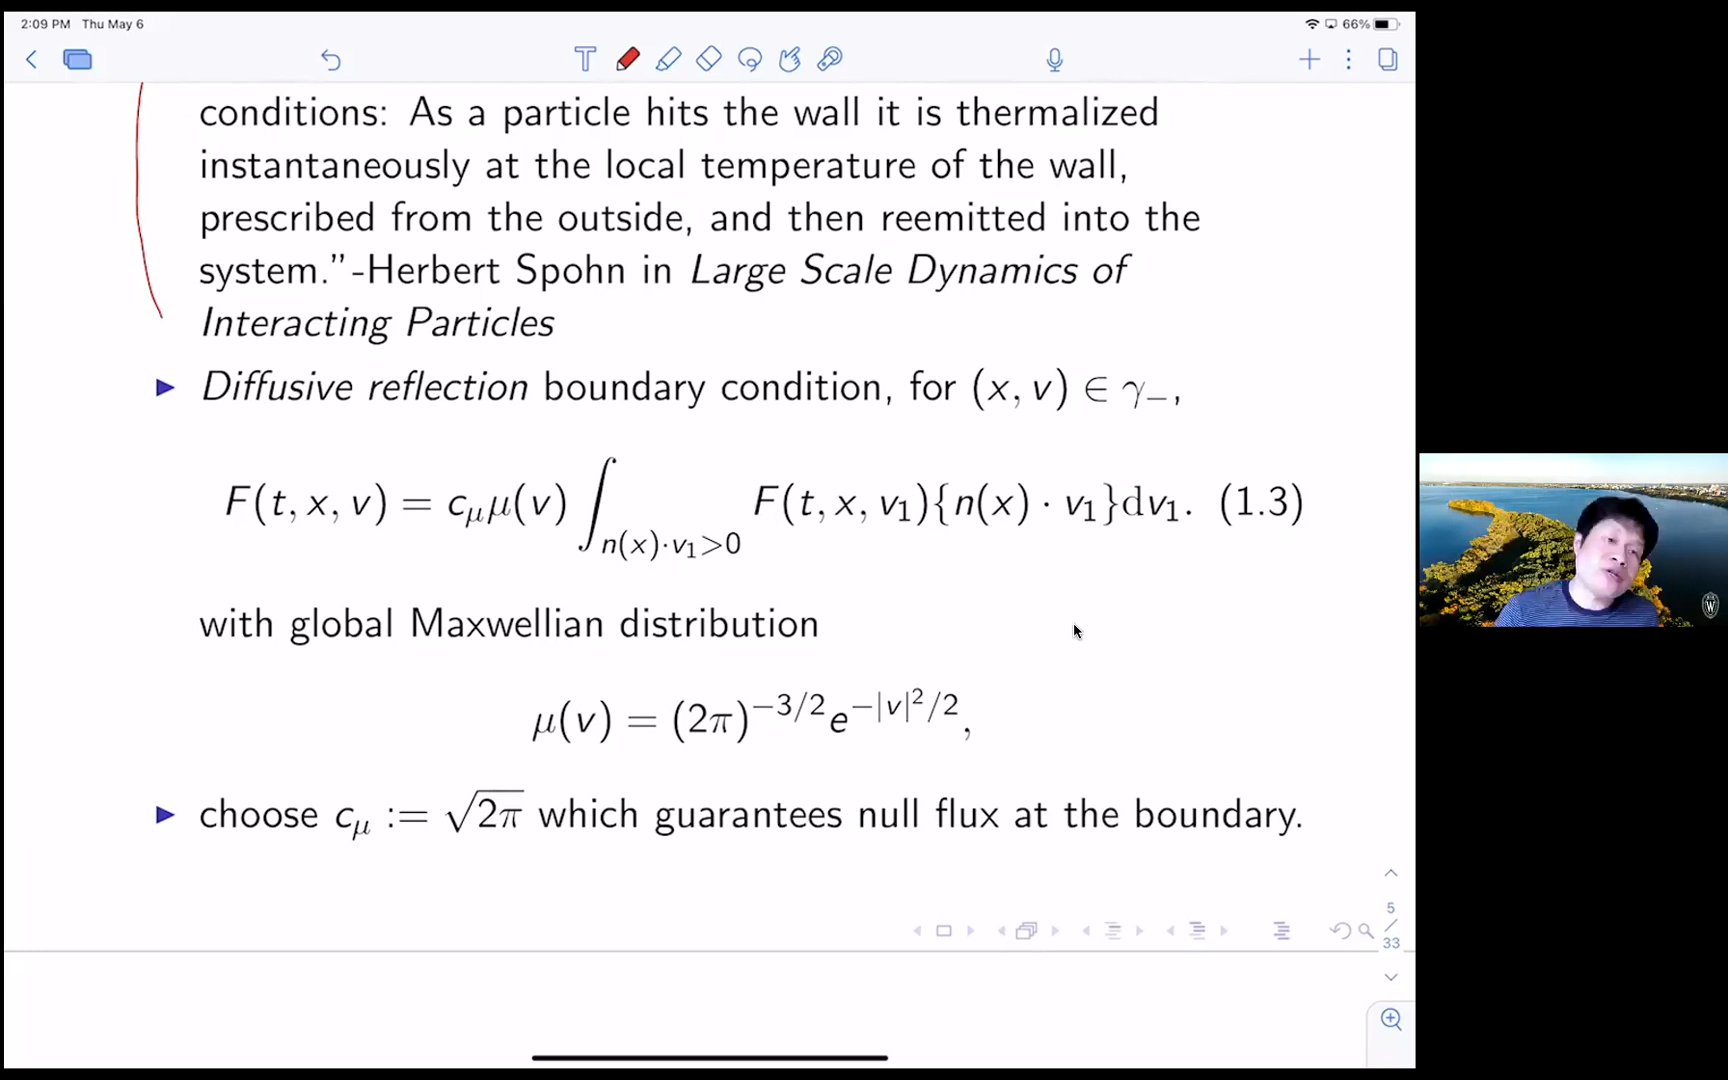 2:09 PM Thu May 6
66%
conditions: As a particle hits the wall it is thermalized
instantaneously at the local temperature of the wall,
prescribed from the outside, and then reemitted into the
system.”-Herbert Spohn in Large Scale Dynamics of
Interacting Particles
▶ Diffusive reflection boundary condition, for (x, v) ∈ γ₋,
F(t, x, v) = c_μ μ(v) ∫_{n(x)·v₁>0} F(t, x, v₁){n(x) · v₁}dv₁. (1.3)
with global Maxwellian distribution
μ(v) = (2π)^{−3/2} e^{−|v|²/2},
▶ choose c_μ := √2π which guarantees null flux at the boundary.
5 / 33
W